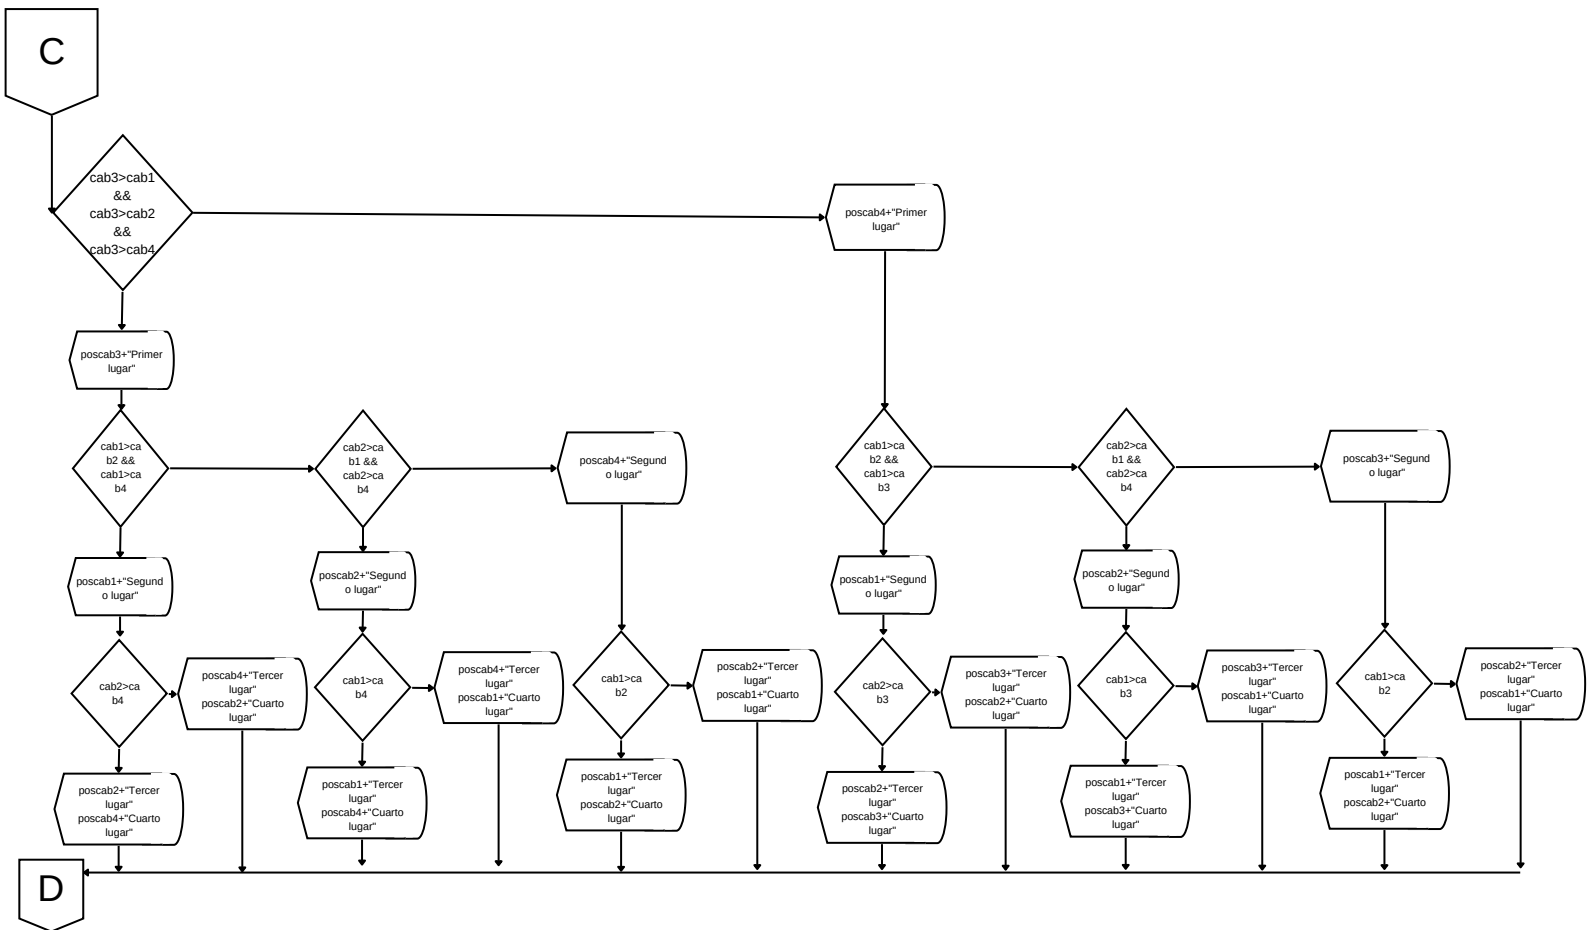 C
cab3>cab1
&&
cab3>cab2
&&
cab3>cab4
poscab4+"Primer
lugar"
poscab3+"Primer
lugar"
cab1>ca
b2 &&
cab1>ca
b4
cab2>ca
b1 &&
cab2>ca
b4
poscab4+"Segund
o lugar"
cab1>ca
b2 &&
cab1>ca
b3
cab2>ca
b1 &&
cab2>ca
b4
poscab3+"Segund
o lugar"
poscab1+"Segund
o lugar"
poscab2+"Segund
o lugar"
poscab1+"Segund
o lugar"
poscab2+"Segund
o lugar"
cab2>ca
b4
poscab4+"Tercer
lugar"
poscab2+"Cuarto
lugar"
cab1>ca
b4
poscab4+"Tercer
lugar"
poscab1+"Cuarto
lugar"
cab1>ca
b2
poscab2+"Tercer
lugar"
poscab1+"Cuarto
lugar"
cab2>ca
b3
poscab3+"Tercer
lugar"
poscab2+"Cuarto
lugar"
cab1>ca
b3
poscab3+"Tercer
lugar"
poscab1+"Cuarto
lugar"
cab1>ca
b2
poscab2+"Tercer
lugar"
poscab1+"Cuarto
lugar"
poscab2+"Tercer
lugar"
poscab4+"Cuarto
lugar"
poscab1+"Tercer
lugar"
poscab4+"Cuarto
lugar"
poscab1+"Tercer
lugar"
poscab2+"Cuarto
lugar"
poscab2+"Tercer
lugar"
poscab3+"Cuarto
lugar"
poscab1+"Tercer
lugar"
poscab3+"Cuarto
lugar"
poscab1+"Tercer
lugar"
poscab2+"Cuarto
lugar"
D